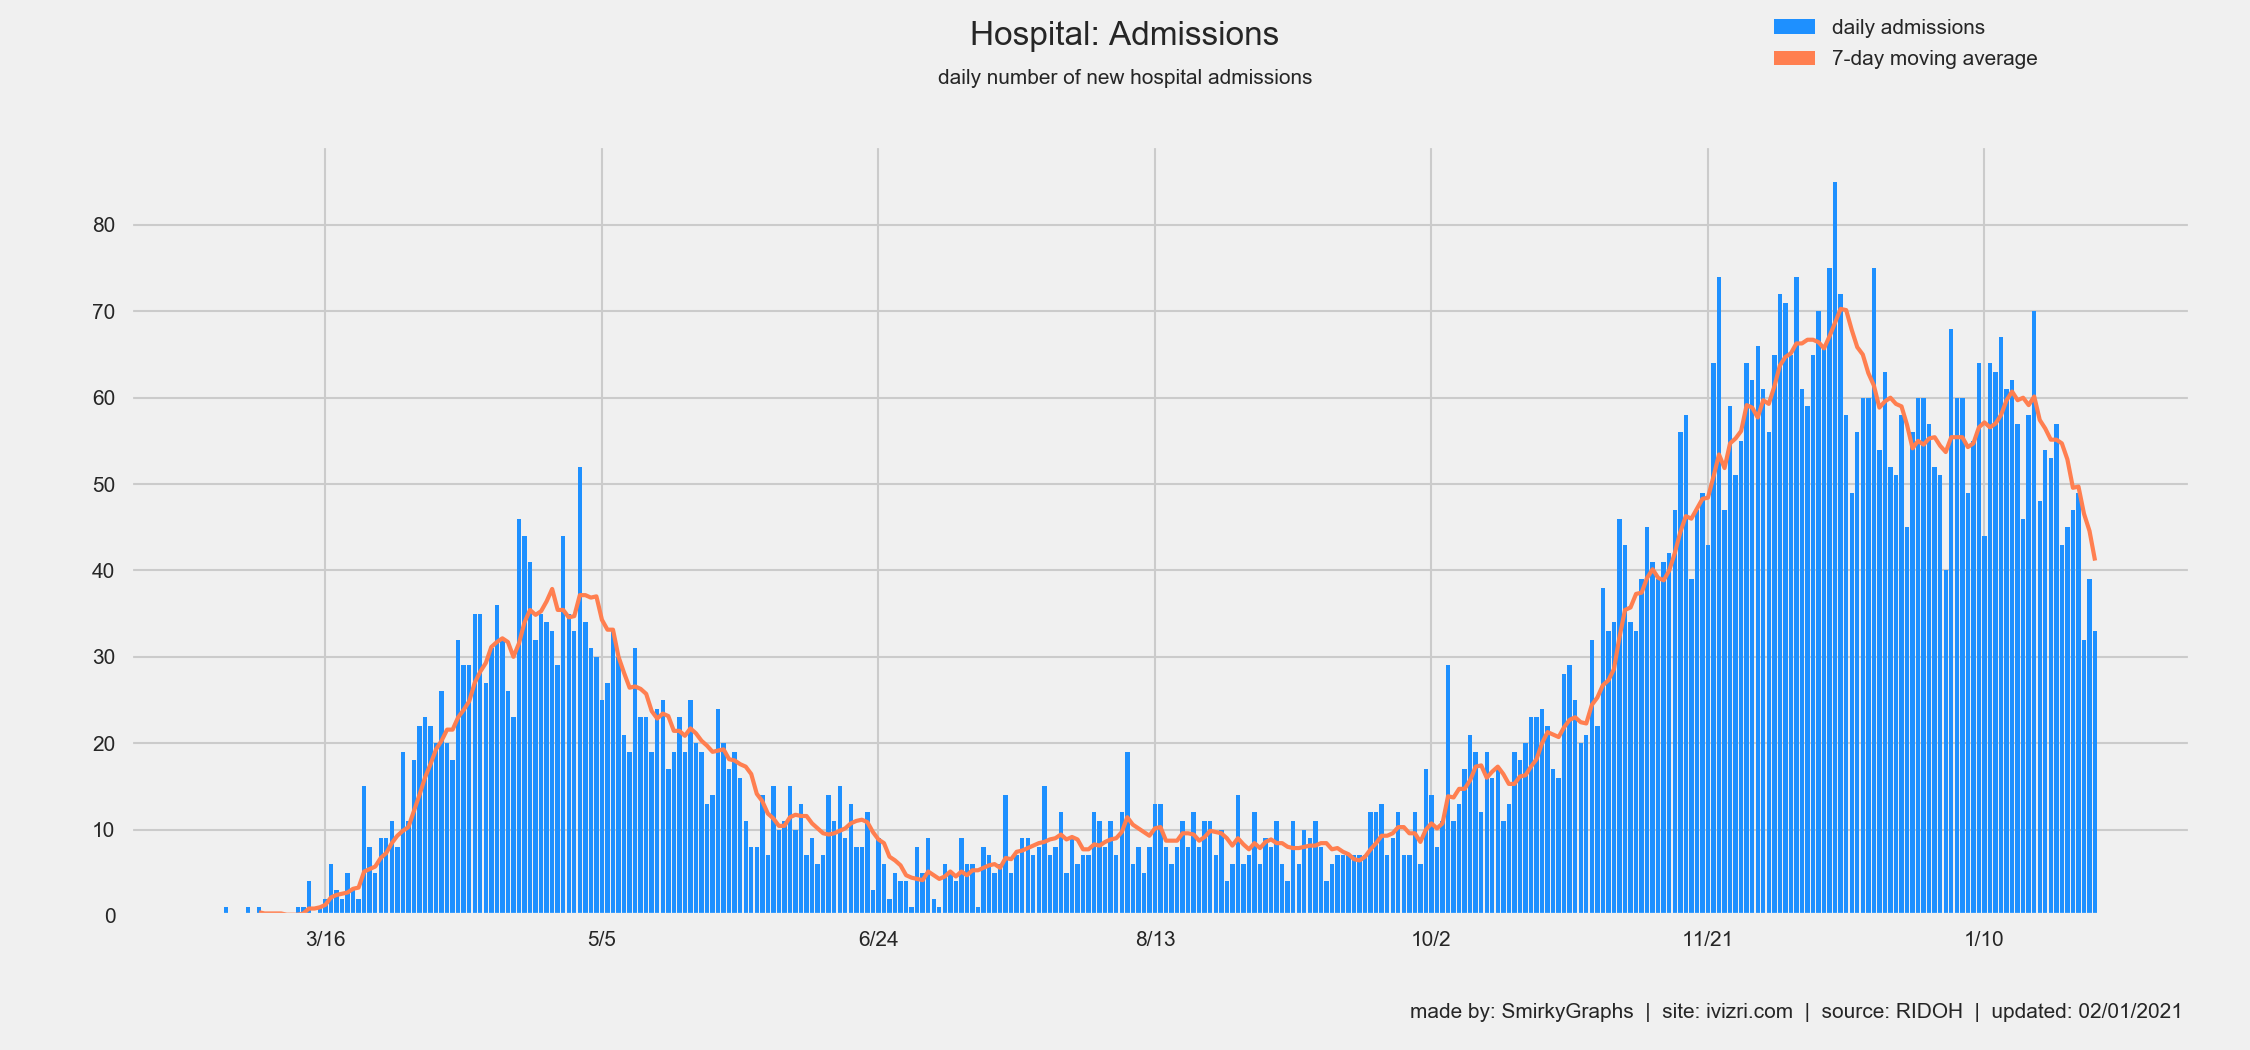 Hospital: Admissions
daily number of new hospital admissions
daily admissions
7-day moving average
80
70
60
50
40
30
20
10
0
3/16 5/5 6/24 8/13 10/2 11/21 1/10
made by: SmirkyGraphs | site: ivizri.com | source: RIDOH | updated: 02/01/2021